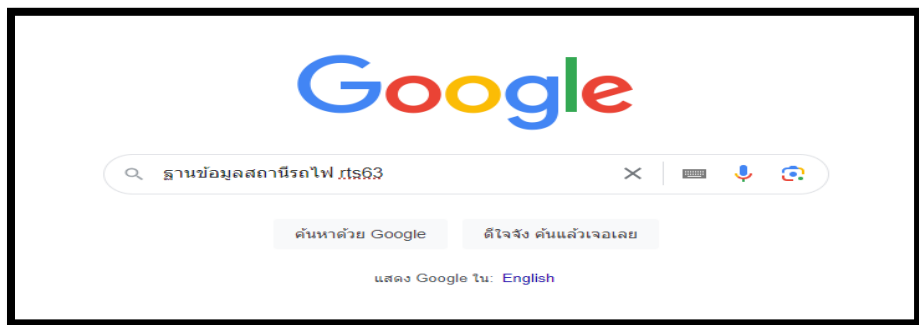 Google
ฐานข้อมูลสถานีรถไฟ rts63
ค้นหาด้วย Google ดีใจจัง ค้นแล้วเจอเลย
แสดง Google ใน: English